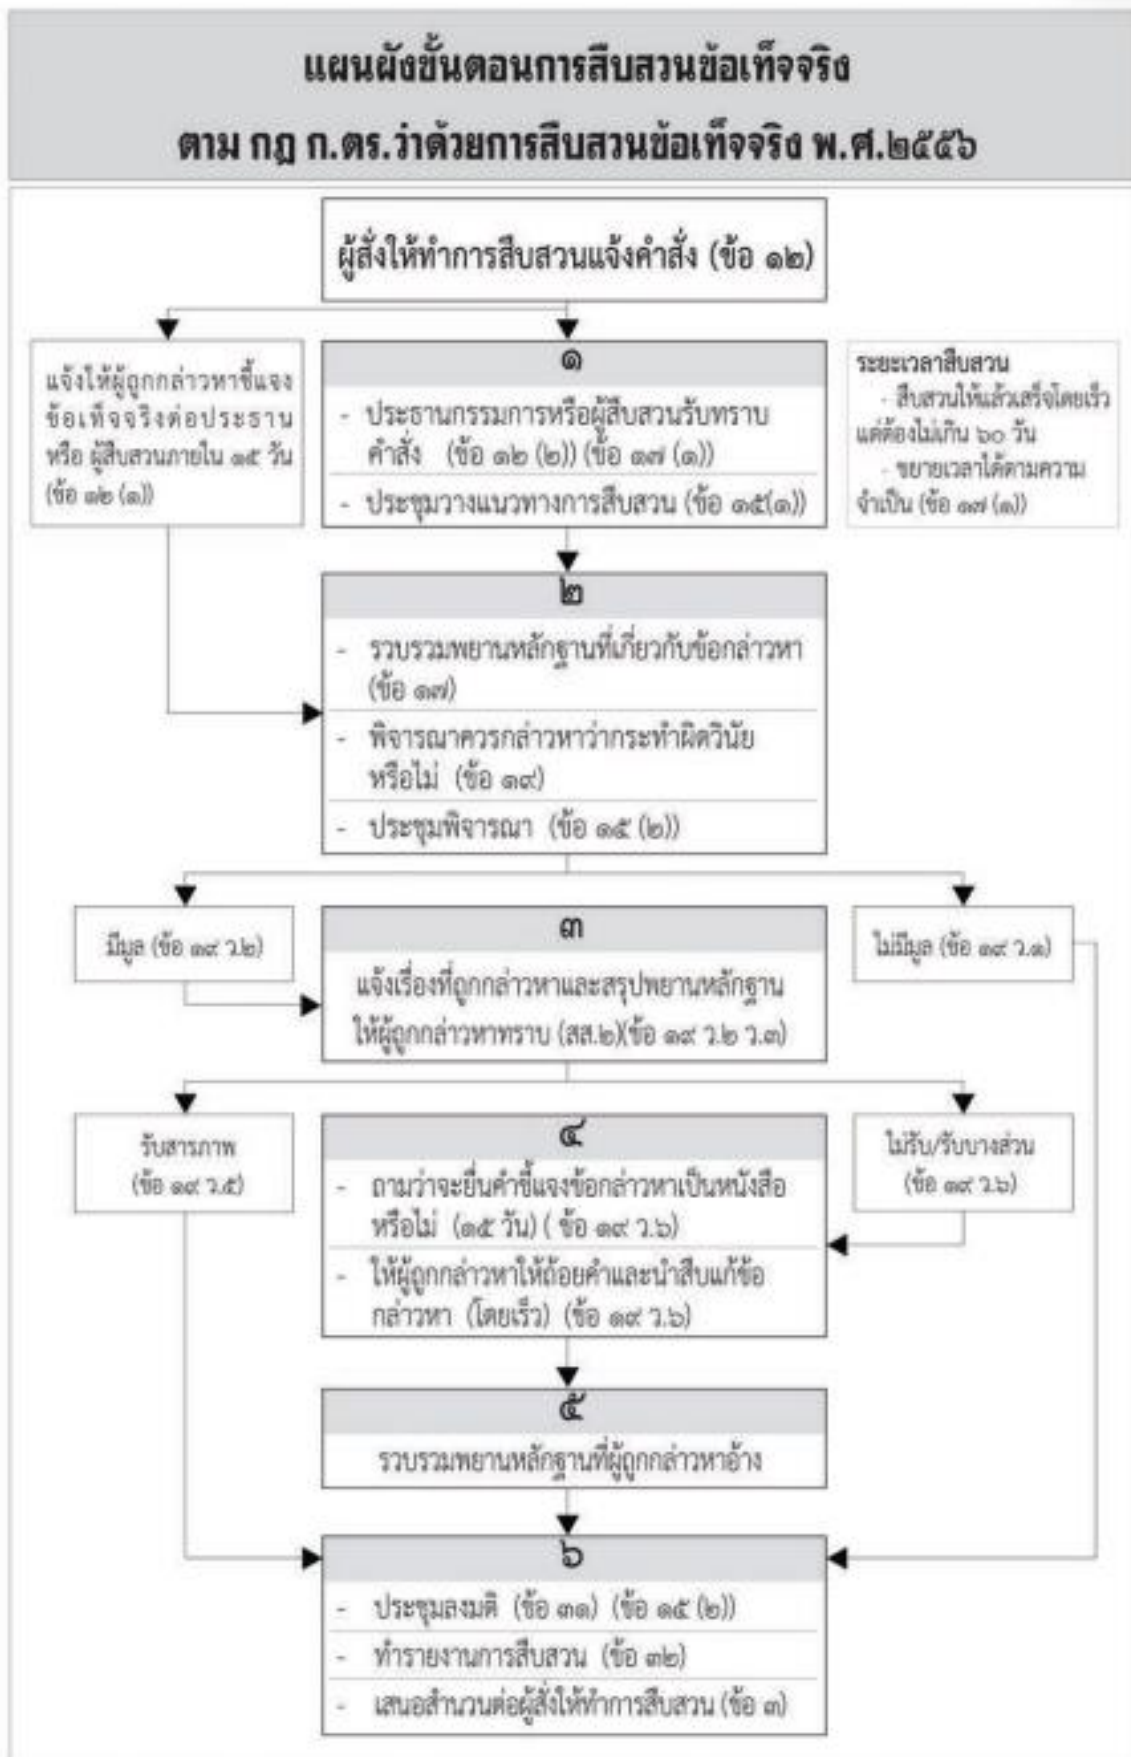 แผนผังขั้นตอนการสืบสวนข้อเท็จจริง
ตาม กฎ ก.ตร.ว่าด้วยการสืบสวนข้อเท็จจริง พ.ศ.๒๕๕๖
ผู้สั่งให้ทำการสืบสวนแจ้งคำสั่ง (ข้อ ๑๒)
แจ้งให้ผู้ถูกกล่าวหาชี้แจง
ข้อเท็จจริงต่อประธาน
หรือ ผู้สืบสวนภายใน ๑๕ วัน
(ข้อ ๑๒ (๑))
๑
- ประธานกรรมการหรือผู้สืบสวนรับทราบ
คำสั่ง (ข้อ ๑๒ (๒)) (ข้อ ๑๗ (๑))
- ประชุมวางแนวทางการสืบสวน (ข้อ ๑๕(๑))
ระยะเวลาสืบสวน
- สืบสวนให้แล้วเสร็จโดยเร็ว
แต่ต้องไม่เกิน ๖๐ วัน
- ขยายเวลาได้ตามความ
จำเป็น (ข้อ ๑๗ (๑))
๒
- รวบรวมพยานหลักฐานที่เกี่ยวกับข้อกล่าวหา
(ข้อ ๑๗)
- พิจารณาควรกล่าวหาว่ากระทำผิดวินัย
หรือไม่ (ข้อ ๑๙)
- ประชุมพิจารณา (ข้อ ๑๕ (๒))
มีมูล (ข้อ ๑๙ ว.๒)
๓
แจ้งเรื่องที่ถูกกล่าวหาและสรุปพยานหลักฐาน
ให้ผู้ถูกกล่าวหาทราบ (สส.๒)(ข้อ ๑๙ ว.๒ ว.๓)
ไม่มีมูล (ข้อ ๑๙ ว.๑)
รับสารภาพ
(ข้อ ๑๙ ว.๕)
๔
- ถามว่าจะยื่นคำชี้แจงข้อกล่าวหาเป็นหนังสือ
หรือไม่ (๑๕ วัน) ( ข้อ ๑๙ ว.๖)
- ให้ผู้ถูกกล่าวหาให้ถ้อยคำและนำสืบแก้ข้อ
กล่าวหา (โดยเร็ว) (ข้อ ๑๙ ว.๖)
ไม่รับ/รับบางส่วน
(ข้อ ๑๙ ว.๖)
๕
รวบรวมพยานหลักฐานที่ผู้ถูกกล่าวหาอ้าง
๖
- ประชุมลงมติ (ข้อ ๓๑) (ข้อ ๑๕ (๒))
- ทำรายงานการสืบสวน (ข้อ ๓๒)
- เสนอสำนวนต่อผู้สั่งให้ทำการสืบสวน (ข้อ ๓)